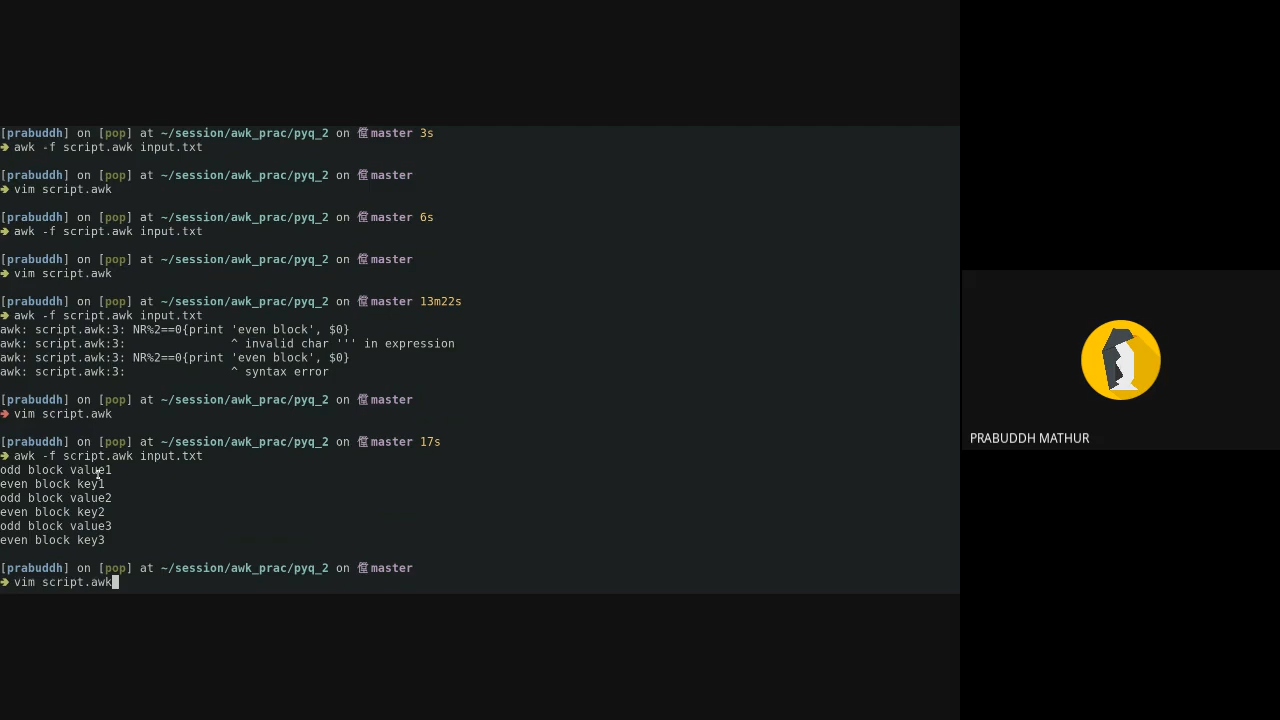 [prabuddh] on [pop] at ~/session/awk_prac/pyq_2 on master 3s
➜ awk -f script.awk input.txt
[prabuddh] on [pop] at ~/session/awk_prac/pyq_2 on master
➜ vim script.awk
[prabuddh] on [pop] at ~/session/awk_prac/pyq_2 on master 6s
➜ awk -f script.awk input.txt
[prabuddh] on [pop] at ~/session/awk_prac/pyq_2 on master
➜ vim script.awk
[prabuddh] on [pop] at ~/session/awk_prac/pyq_2 on master 13m22s
➜ awk -f script.awk input.txt
awk: script.awk:3: NR%2==0{print 'even block', $0}
awk: script.awk:3:               ^ invalid char ''' in expression
awk: script.awk:3: NR%2==0{print 'even block', $0}
awk: script.awk:3:               ^ syntax error
[prabuddh] on [pop] at ~/session/awk_prac/pyq_2 on master
➜ vim script.awk
[prabuddh] on [pop] at ~/session/awk_prac/pyq_2 on master 17s
➜ awk -f script.awk input.txt
odd block value1
even block key1
odd block value2
even block key2
odd block value3
even block key3
[prabuddh] on [pop] at ~/session/awk_prac/pyq_2 on master
➜ vim script.awk
PRABUDDH MATHUR